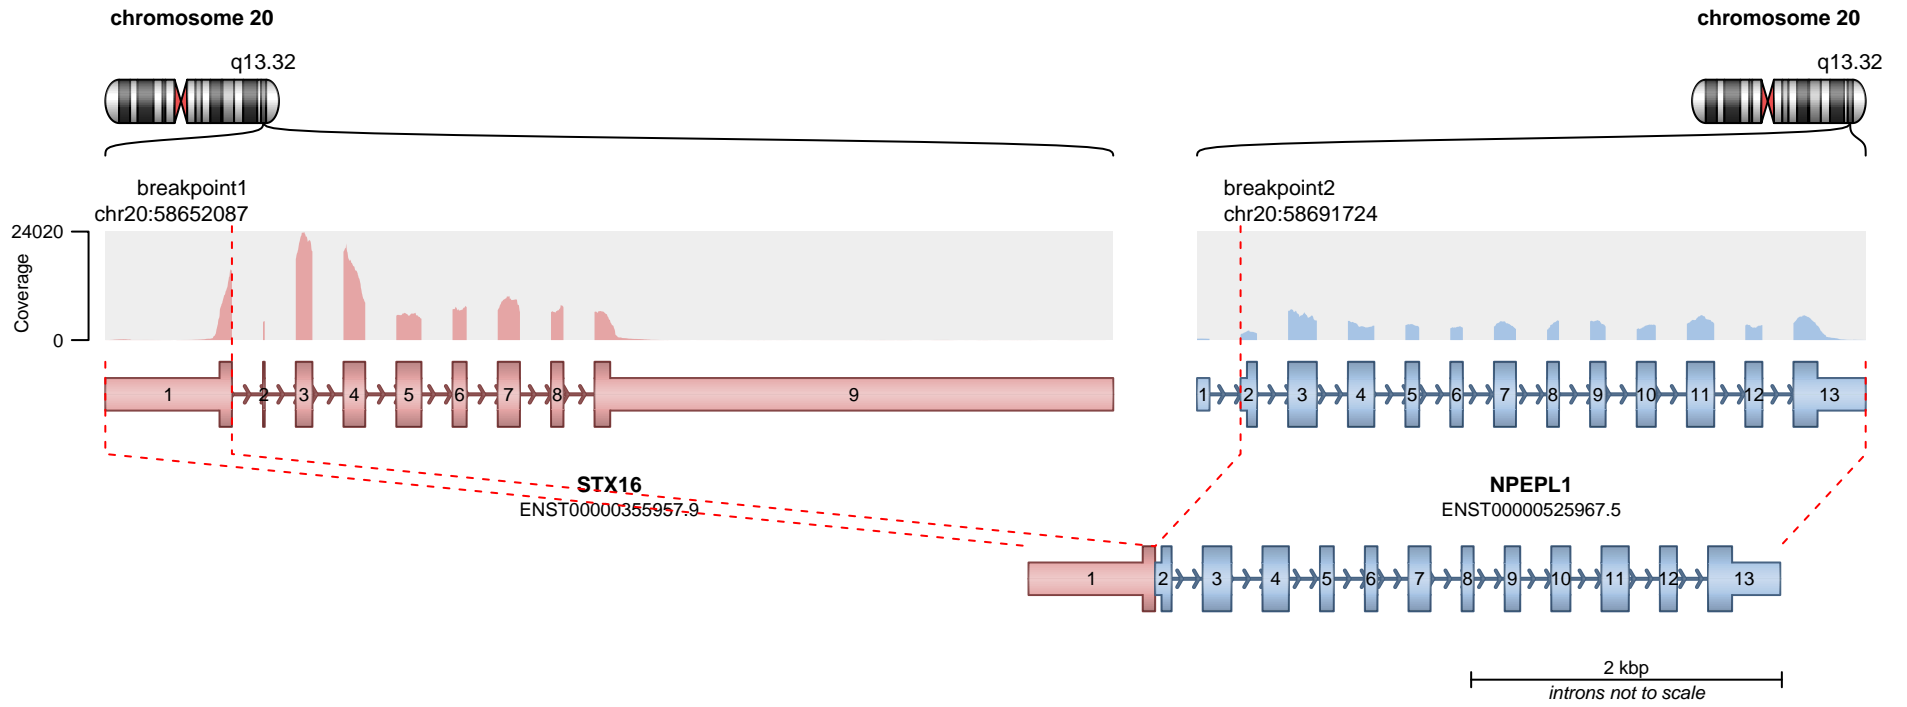 chromosome 20
chromosome 20
q13.32
q13.32
breakpoint1
chr20:58652087
breakpoint2
chr20:58691724
24020
Coverage
0
1 2 3 4 5 6 7 8 9
1 2 3 4 5 6 7 8 9 10 11 12 13
STX16
ENST00000355957.9
NPEPL1
ENST00000525967.5
1 2 3 4 5 6 7 8 9 10 11 12 13
2 kbp
introns not to scale